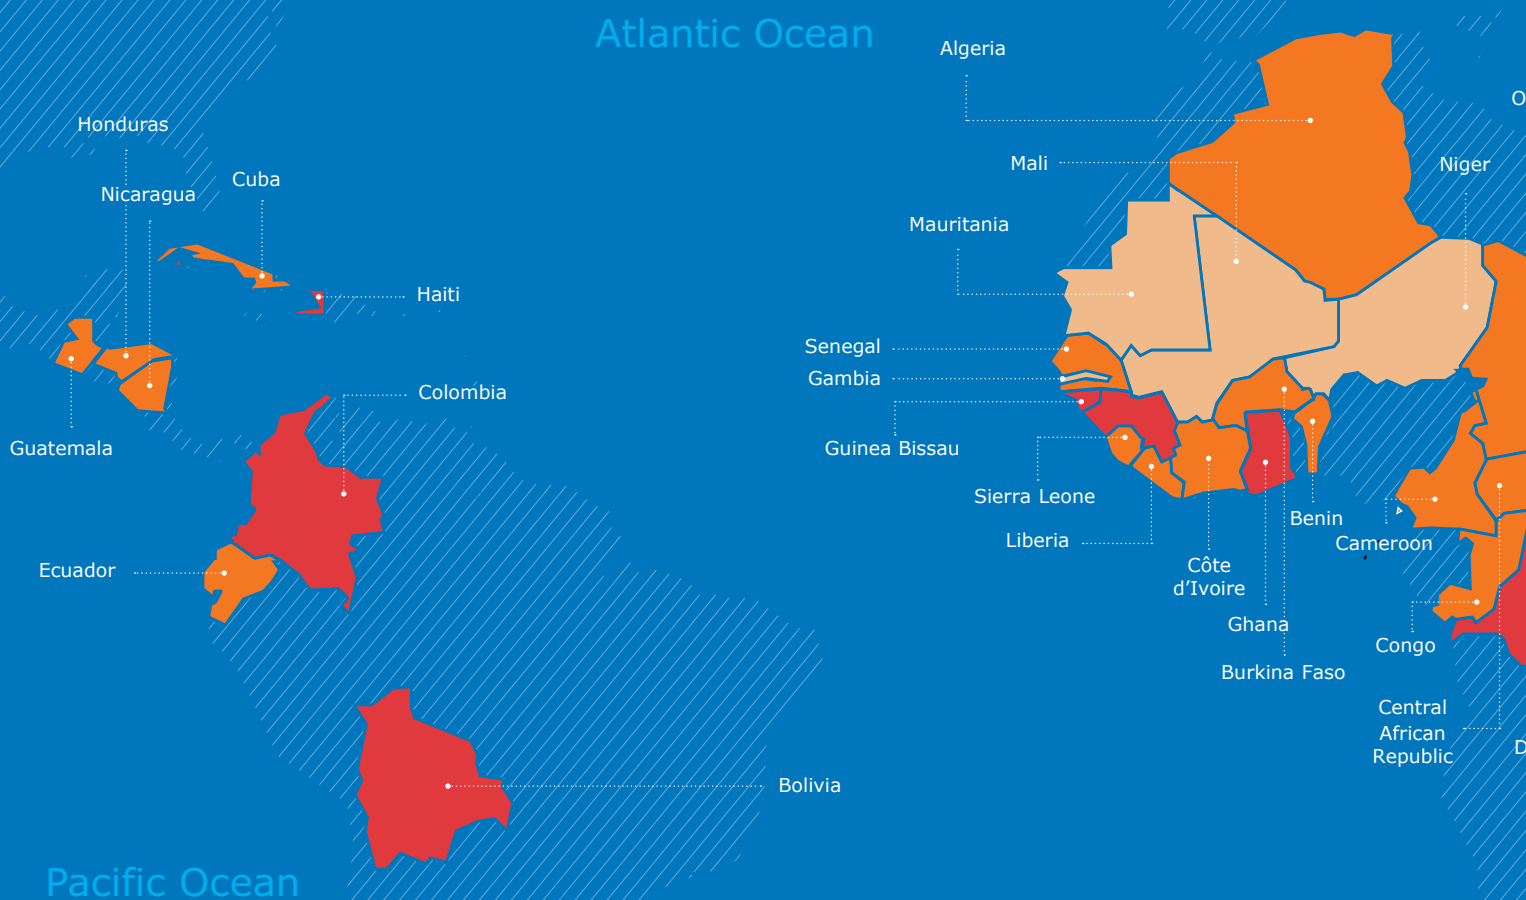 Atlantic Ocean
Algeria
O
Honduras
Mali
Niger
Nicaragua
Cuba
Mauritania
Haiti
Senegal
Gambia
Colombia
Guatemala
Guinea Bissau
Sierra Leone
Benin
Liberia
Cameroon
Ecuador
Côte
d’Ivoire
Ghana
Congo
Burkina Faso
Central
African
Republic
D
Bolivia
Pacific Ocean